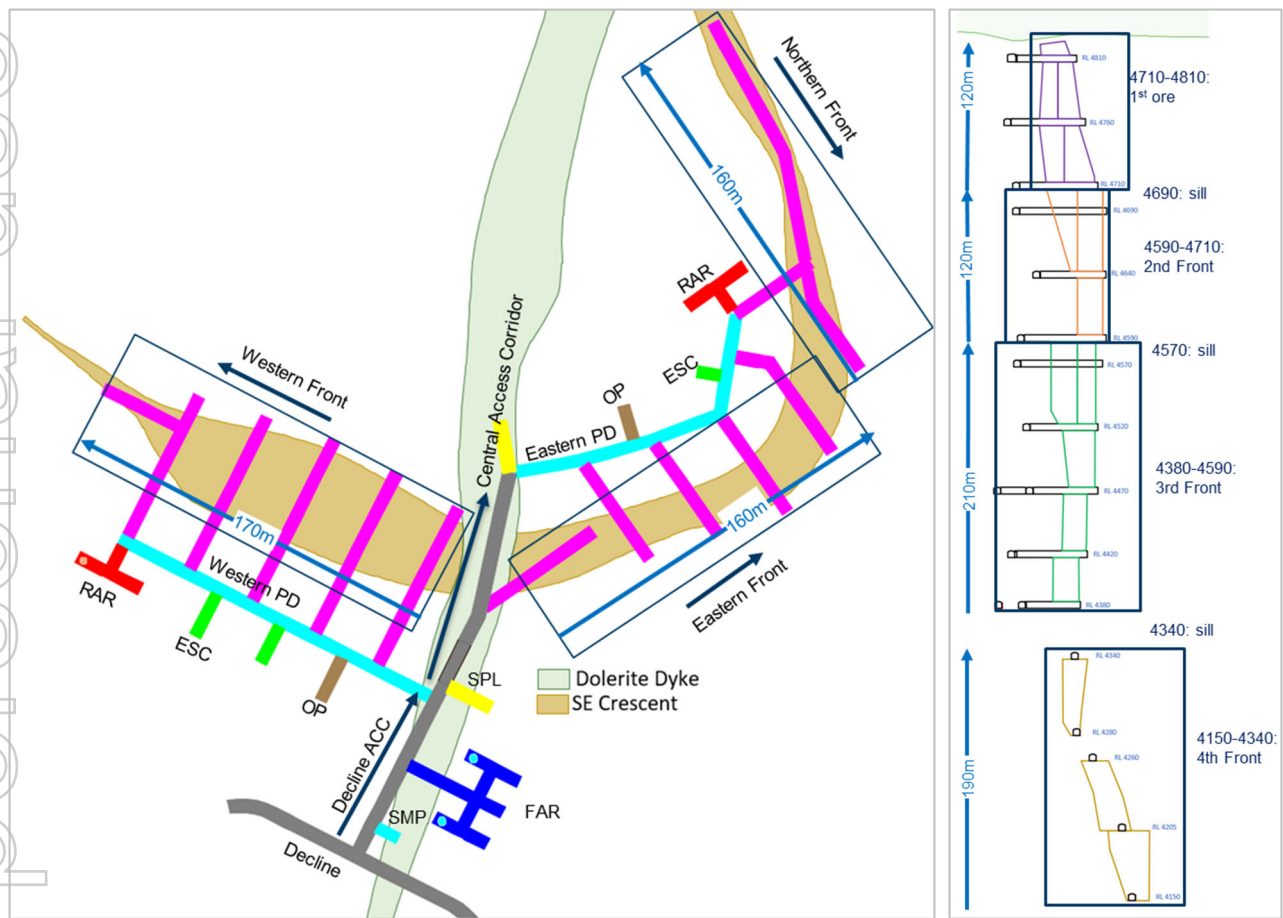 For personal use only
Northern Front
160m
RAR
Central Access Corridor
ESC
OP
Eastern PD
Western Front
170m
Western PD
RAR
ESC
OP
160m
Eastern Front
SPL
Dolerite Dyke
SE Crescent
Decline ACC
SMP
FAR
Decline
120m
RL 4810
4710-4810:
1st ore
RL 4760
RL 4710
4690: sill
120m
RL 4690
4590-4710:
2nd Front
RL 4640
RL 4590
4570: sill
210m
RL 4570
RL 4520
4380-4590:
3rd Front
RL 4470
RL 4420
RL 4380
4340: sill
190m
RL 4340
RL 4280
4150-4340:
4th Front
RL 4260
RL 4205
RL 4150